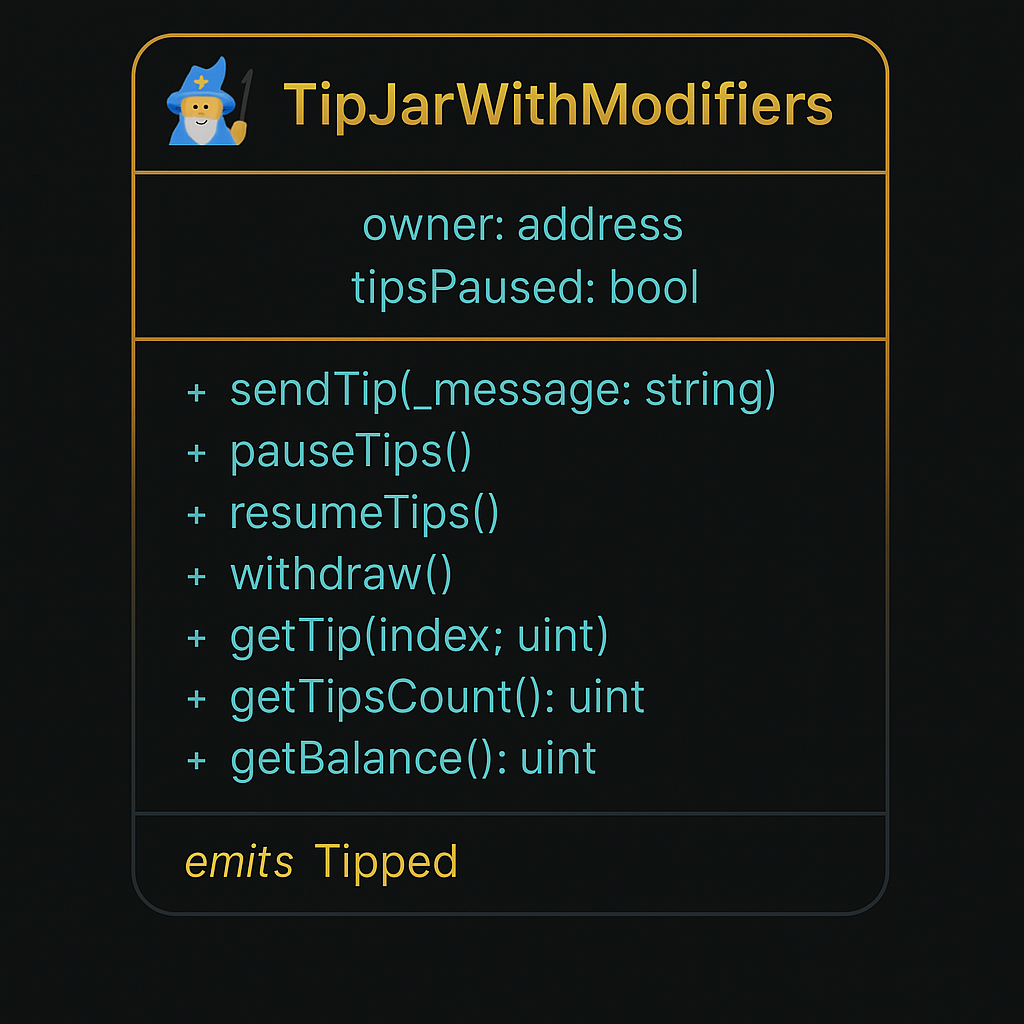 TipJarWithModifiers
owner: address
tipsPaused: bool
+ sendTip(_message: string)
+ pauseTips()
+ resumeTips()
+ withdraw()
+ getTip(index; uint)
+ getTipsCount(): uint
+ getBalance(): uint
emits Tipped